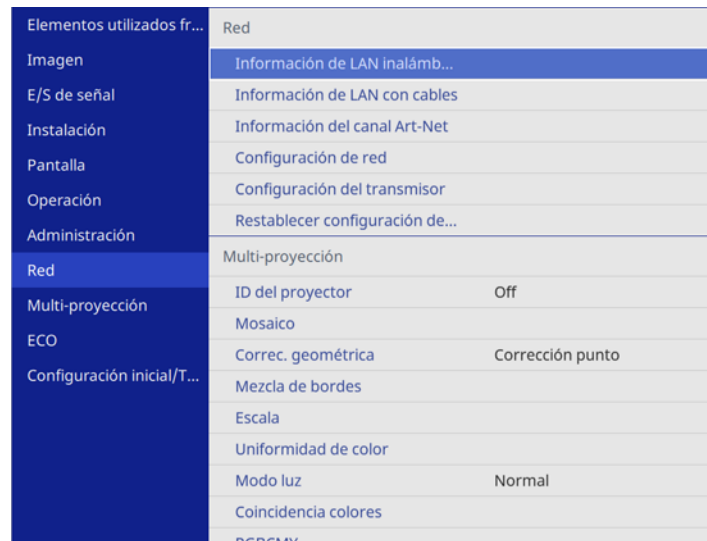 Elementos utilizados fr...
Imagen
E/S de señal
Instalación
Pantalla
Operación
Administración
Red
Multi-proyección
ECO
Configuración inicial/T...
Red
Información de LAN inalámb...
Información de LAN con cables
Información del canal Art-Net
Configuración de red
Configuración del transmisor
Restablecer configuración de...
Multi-proyección
ID del proyector Off
Mosaico
Correc. geométrica Corrección punto
Mezcla de bordes
Escala
Uniformidad de color
Modo luz Normal
Coincidencia colores
RGBCMY